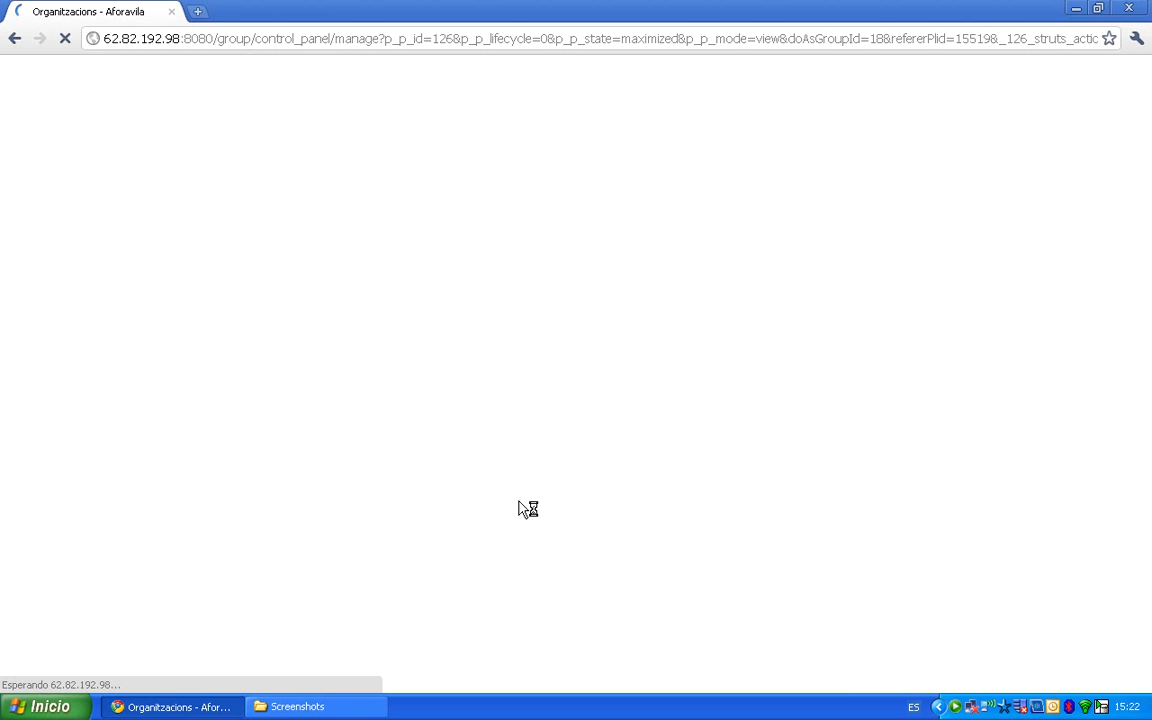 Organitzacions - Aforavila
62.82.192.98:8080/group/control_panel/manage?p_p_id=126&p_p_lifecycle=0&p_p_state=maximized&p_p_mode=view&doAsGroupId=18&refererPlid=15519&_126_struts_actic
Esperando 62.82.192.98...
Inicio
Organitzacions - Afor...
Screenshots
ES
15:22